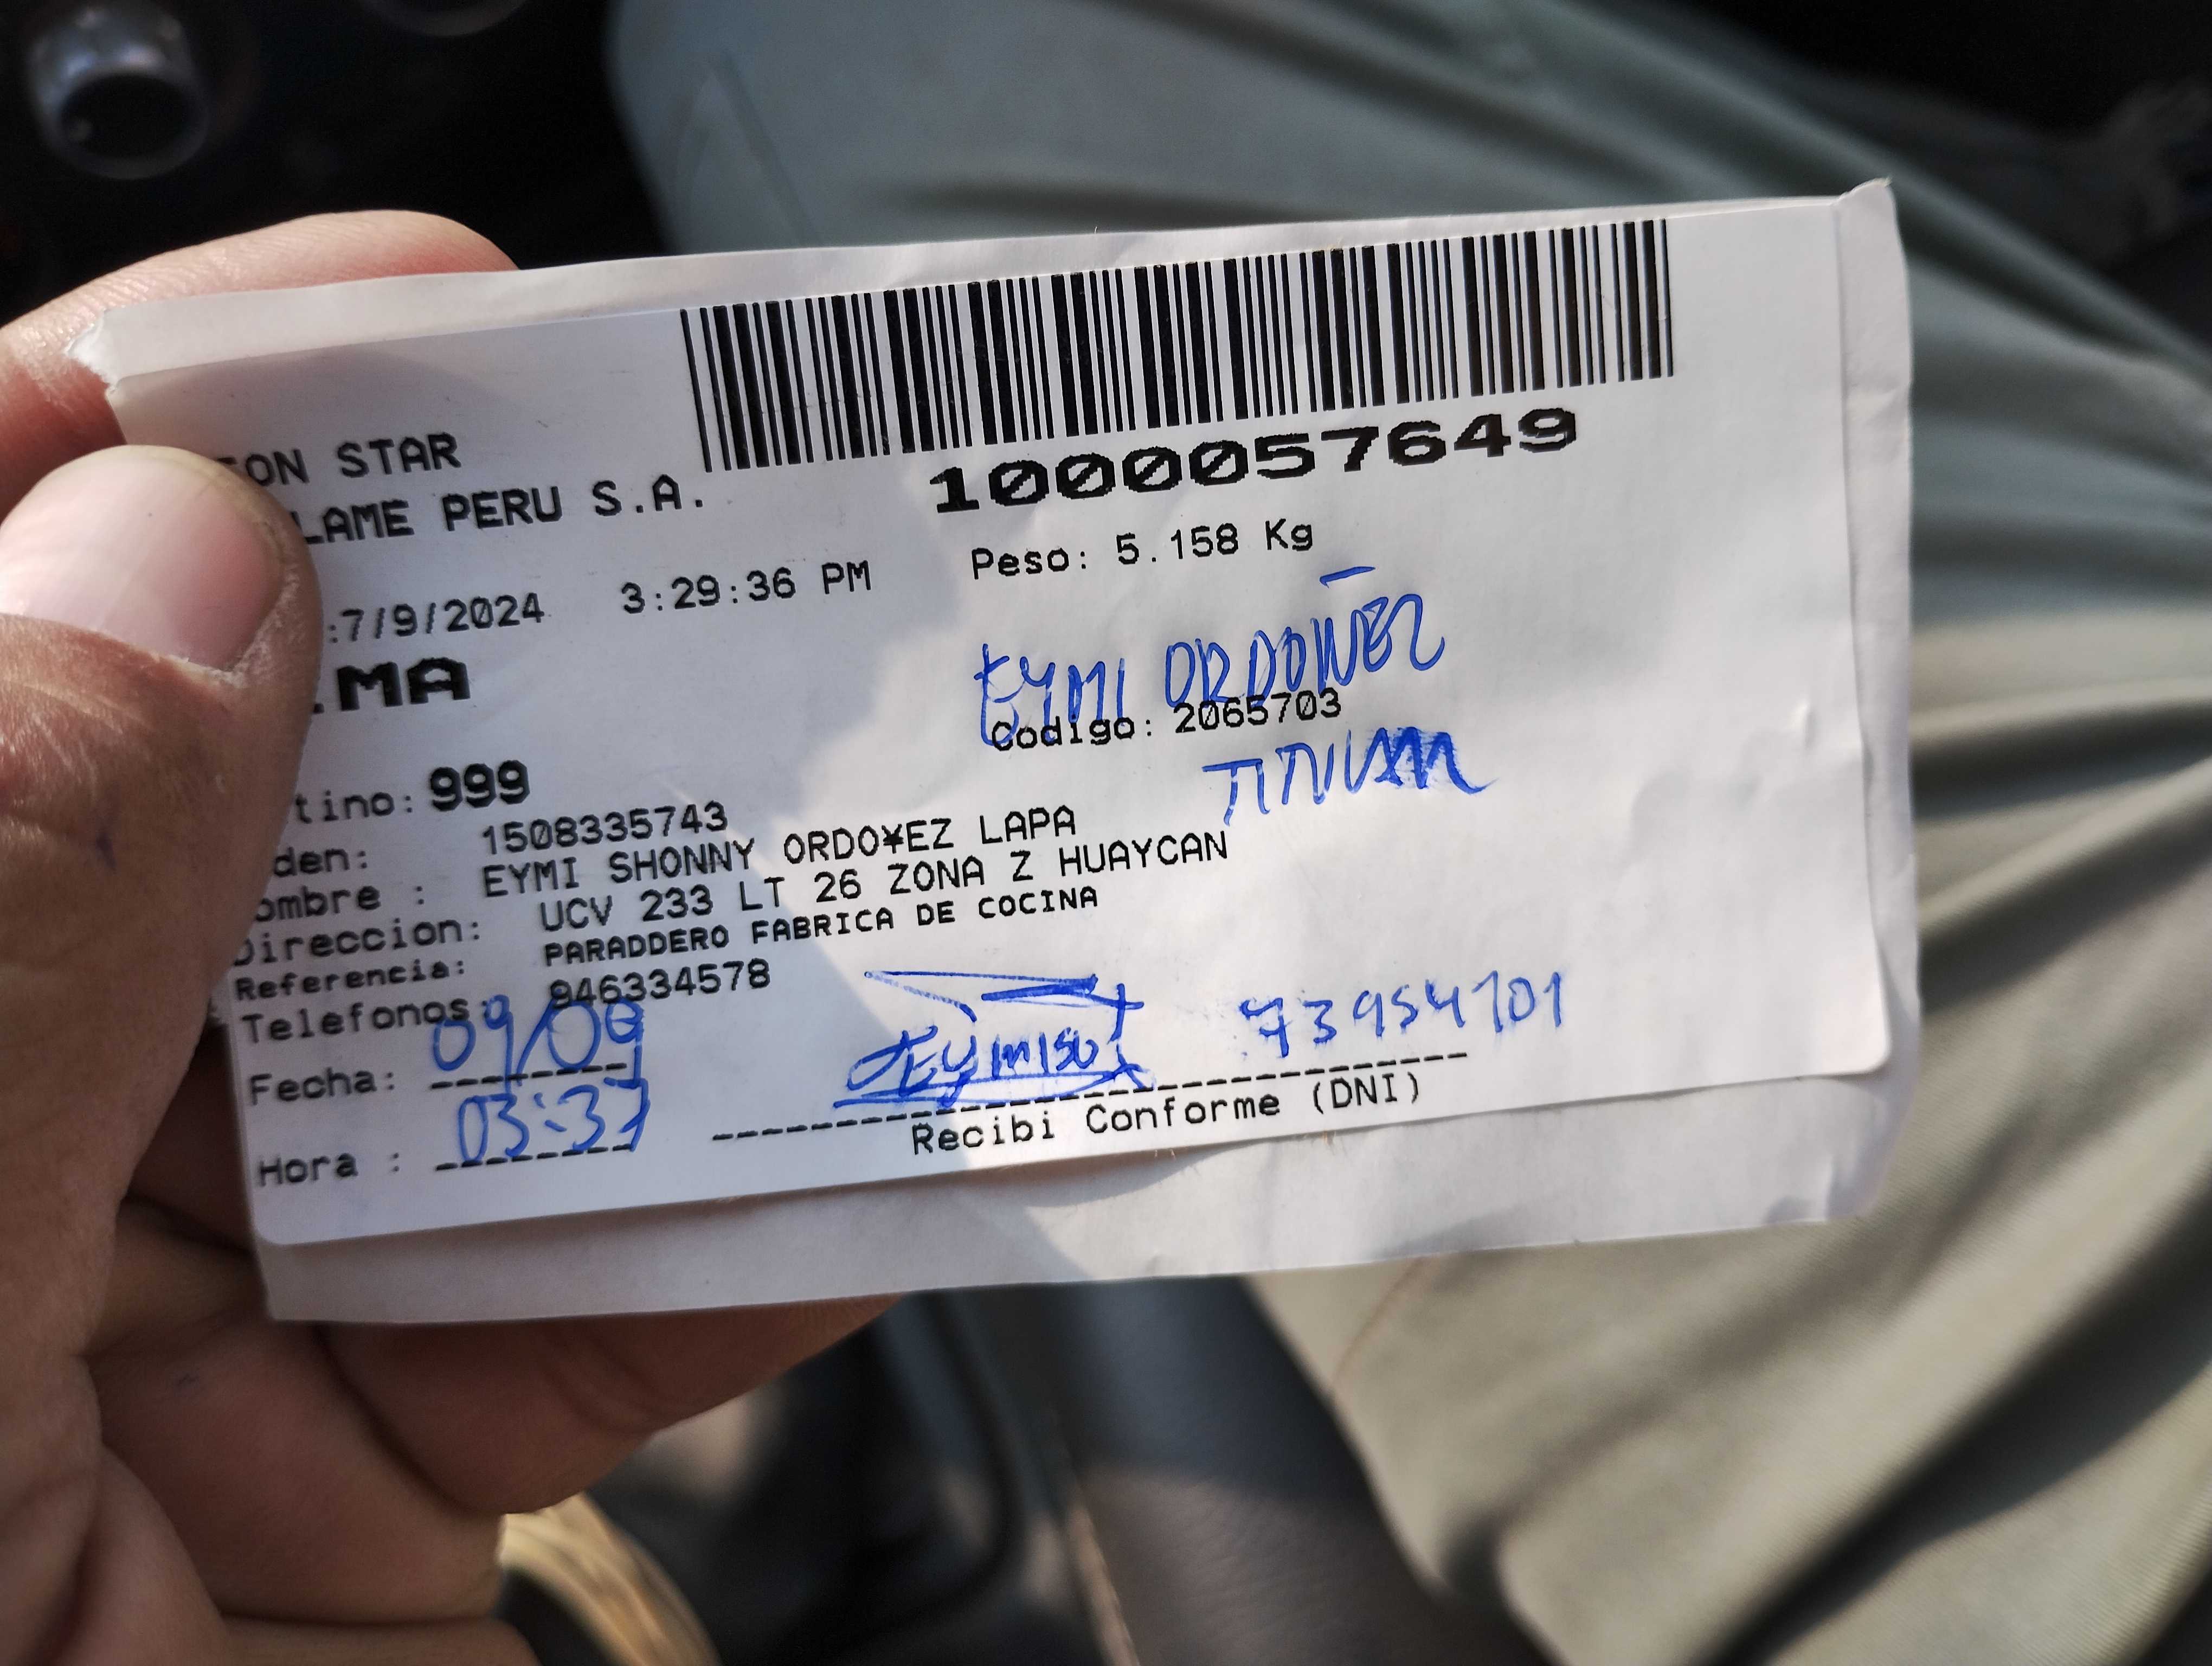 ON STAR
LAME PERU S.A.
1000057649
:7/9/2024 3:29:36 PM
Peso: 5.158 Kg
MA
EYMI ORDOÑEZ
Codigo: 2065703
tino: 999
den: 1508335743
ombre : EYMI SHONNY ORDO¥EZ LAPA
Direccion: UCV 233 LT 26 ZONA Z HUAYCAN
Referencia: PARADDERO FABRICA DE COCINA
Telefonos: 946334578
Fecha: 09/09
73954101
Hora : 03:37
Recibi Conforme (DNI)